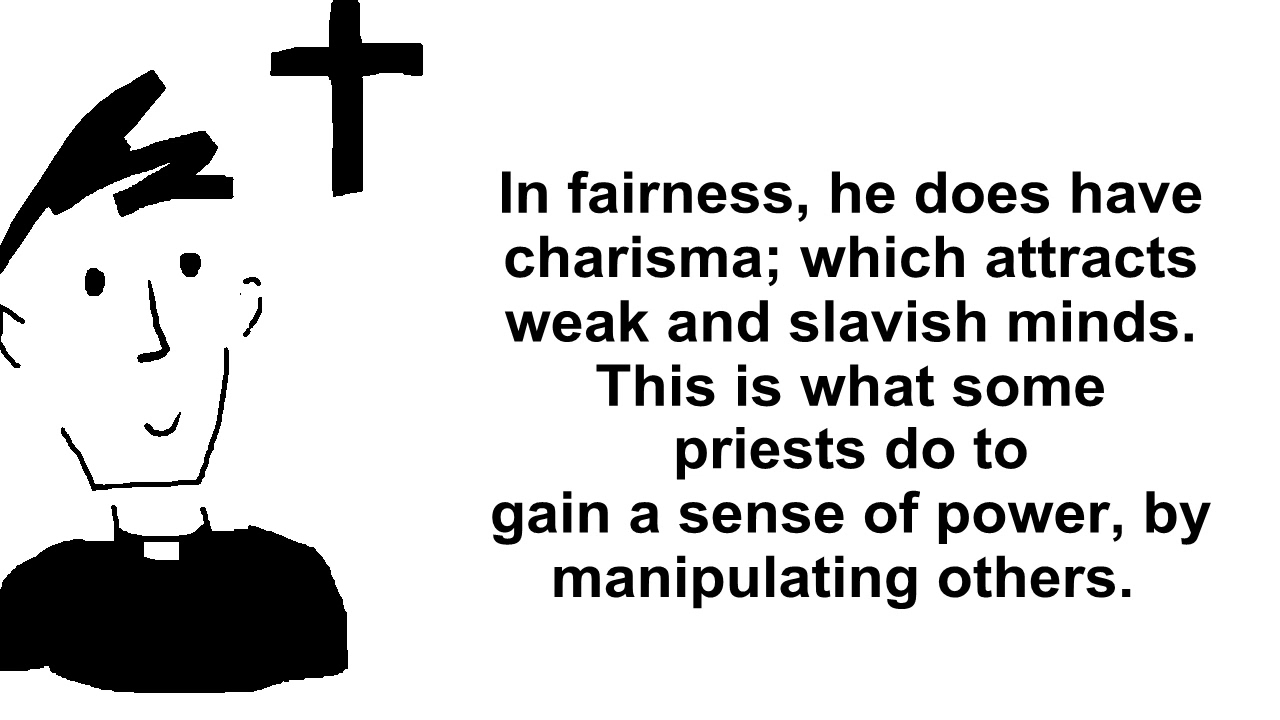 In fairness, he does have
charisma; which attracts
weak and slavish minds.
This is what some
priests do to
gain a sense of power, by
manipulating others.